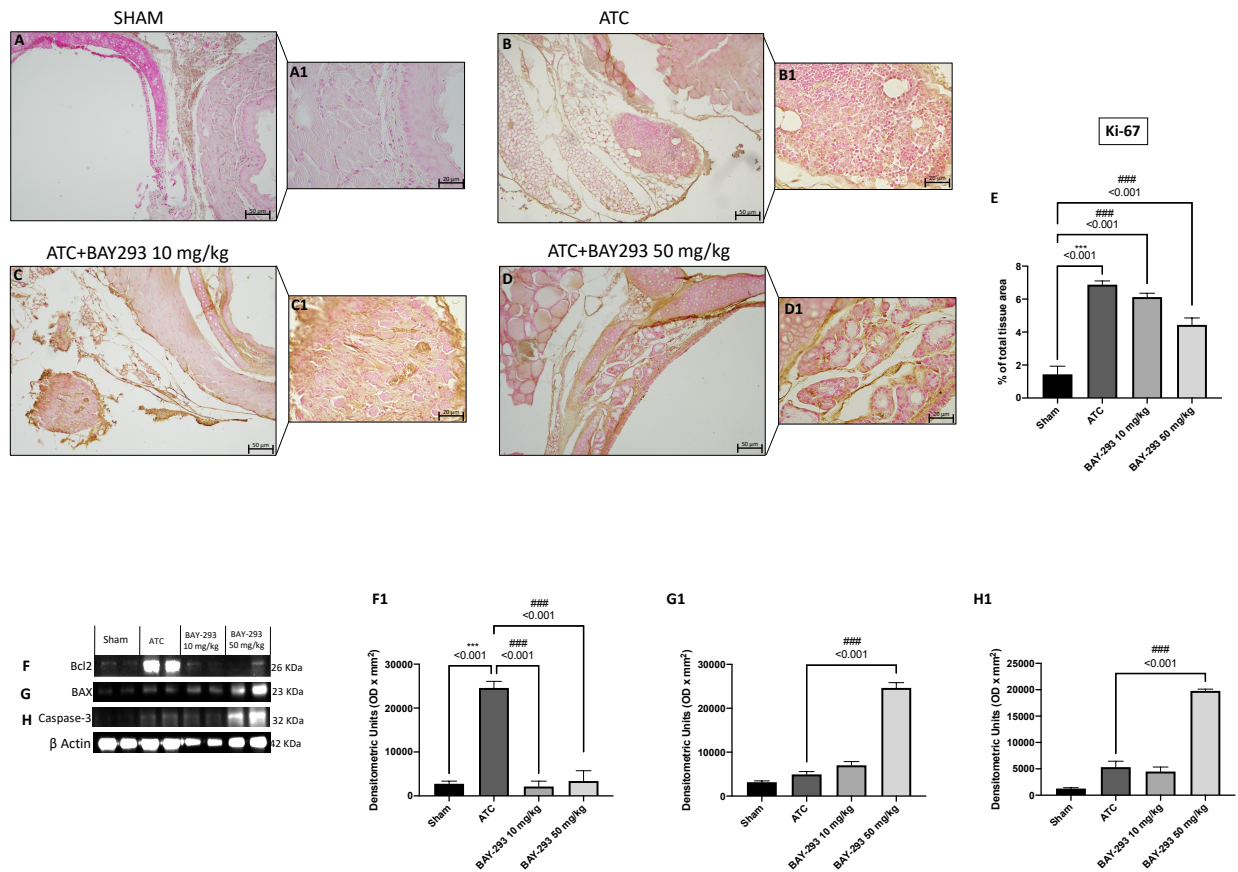 SHAM
A
50 µm
A1
20 µm
ATC
B
50 µm
B1
20 µm
ATC+BAY293 10 mg/kg
C
50 µm
C1
20 µm
ATC+BAY293 50 mg/kg
D
50 µm
D1
20 µm
Ki-67
E
###
<0.001
###
<0.001
***
<0.001
% of total tissue area
8
6
4
2
0
Sham
ATC
BAY-293 10 mg/kg
BAY-293 50 mg/kg
Sham
ATC
BAY-293
10 mg/kg
BAY-293
50 mg/kg
F Bcl2 26 KDa
G BAX 23 KDa
H Caspase-3 32 KDa
β Actin 42 KDa
F1
###
<0.001
***
<0.001
###
<0.001
Densitometric Units (OD x mm²)
30000
20000
10000
0
Sham
ATC
BAY-293 10 mg/kg
BAY-293 50 mg/kg
G1
###
<0.001
Densitometric Units (OD x mm²)
30000
20000
10000
0
Sham
ATC
BAY-293 10 mg/kg
BAY-293 50 mg/kg
H1
###
<0.001
Densitometric Units (OD x mm²)
25000
20000
15000
10000
5000
0
Sham
ATC
BAY-293 10 mg/kg
BAY-293 50 mg/kg